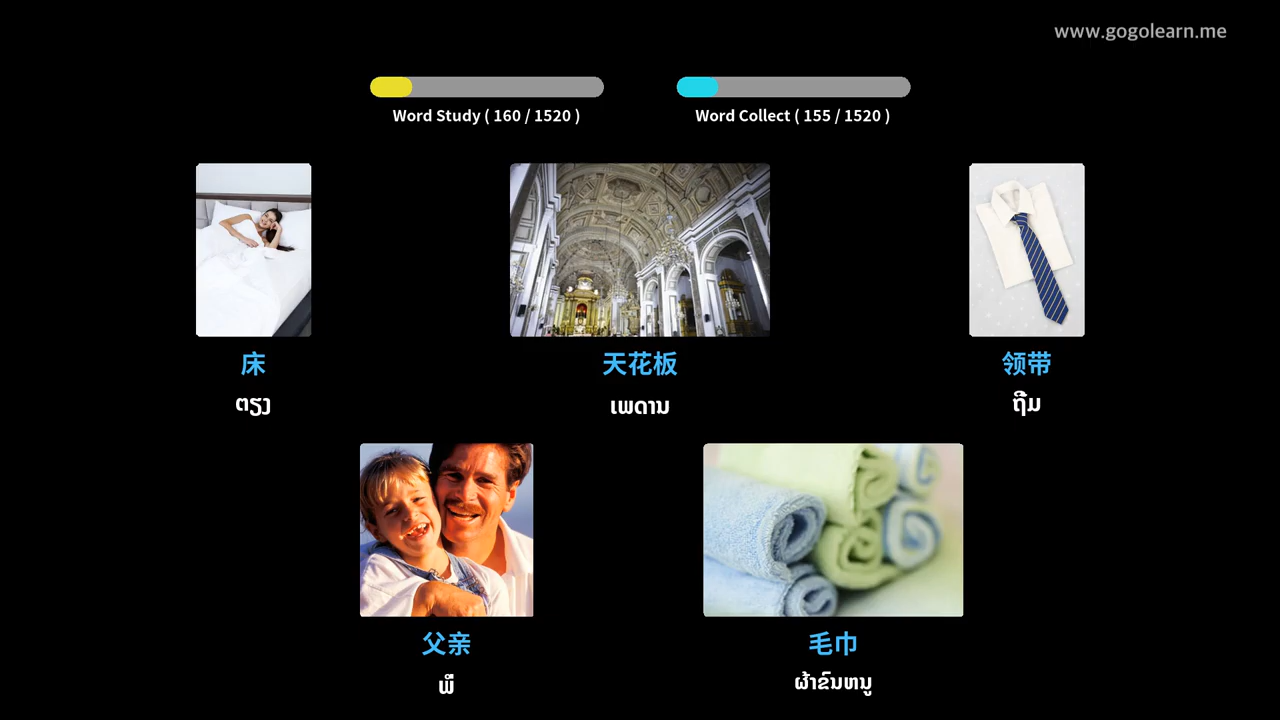 www.gogolearn.me
Word Study ( 160 / 1520 )
Word Collect ( 155 / 1520 )
床
ຕຽງ
天花板
ເພດານ
领带
ຖືມ
父亲
ພໍ່
毛巾
ຜ້າຂົນຫນູ